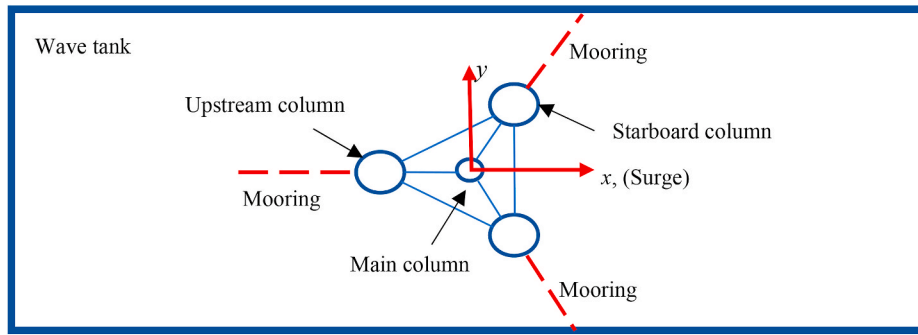 Wave tank
Mooring
y
Upstream column
Starboard column
x, (Surge)
Mooring
Main column
Mooring